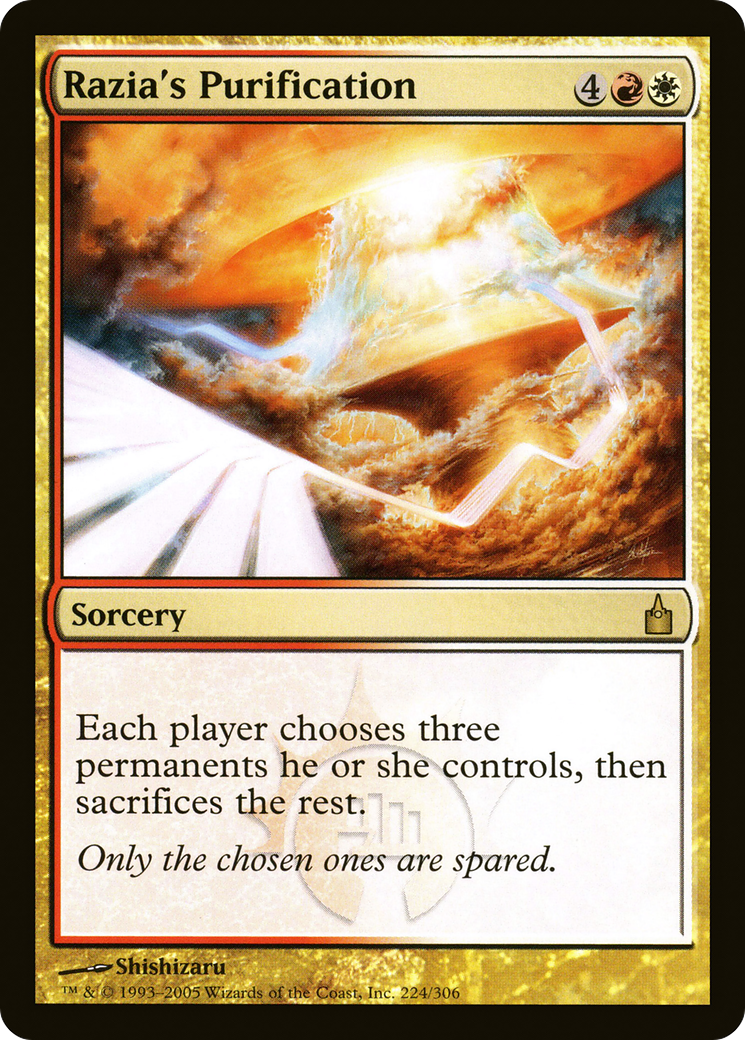 Razia's Purification 4
Sorcery
Each player chooses three
permanents he or she controls, then
sacrifices the rest.
Only the chosen ones are spared.
Shishizaru
™ & © 1993–2005 Wizards of the Coast, Inc. 224/306